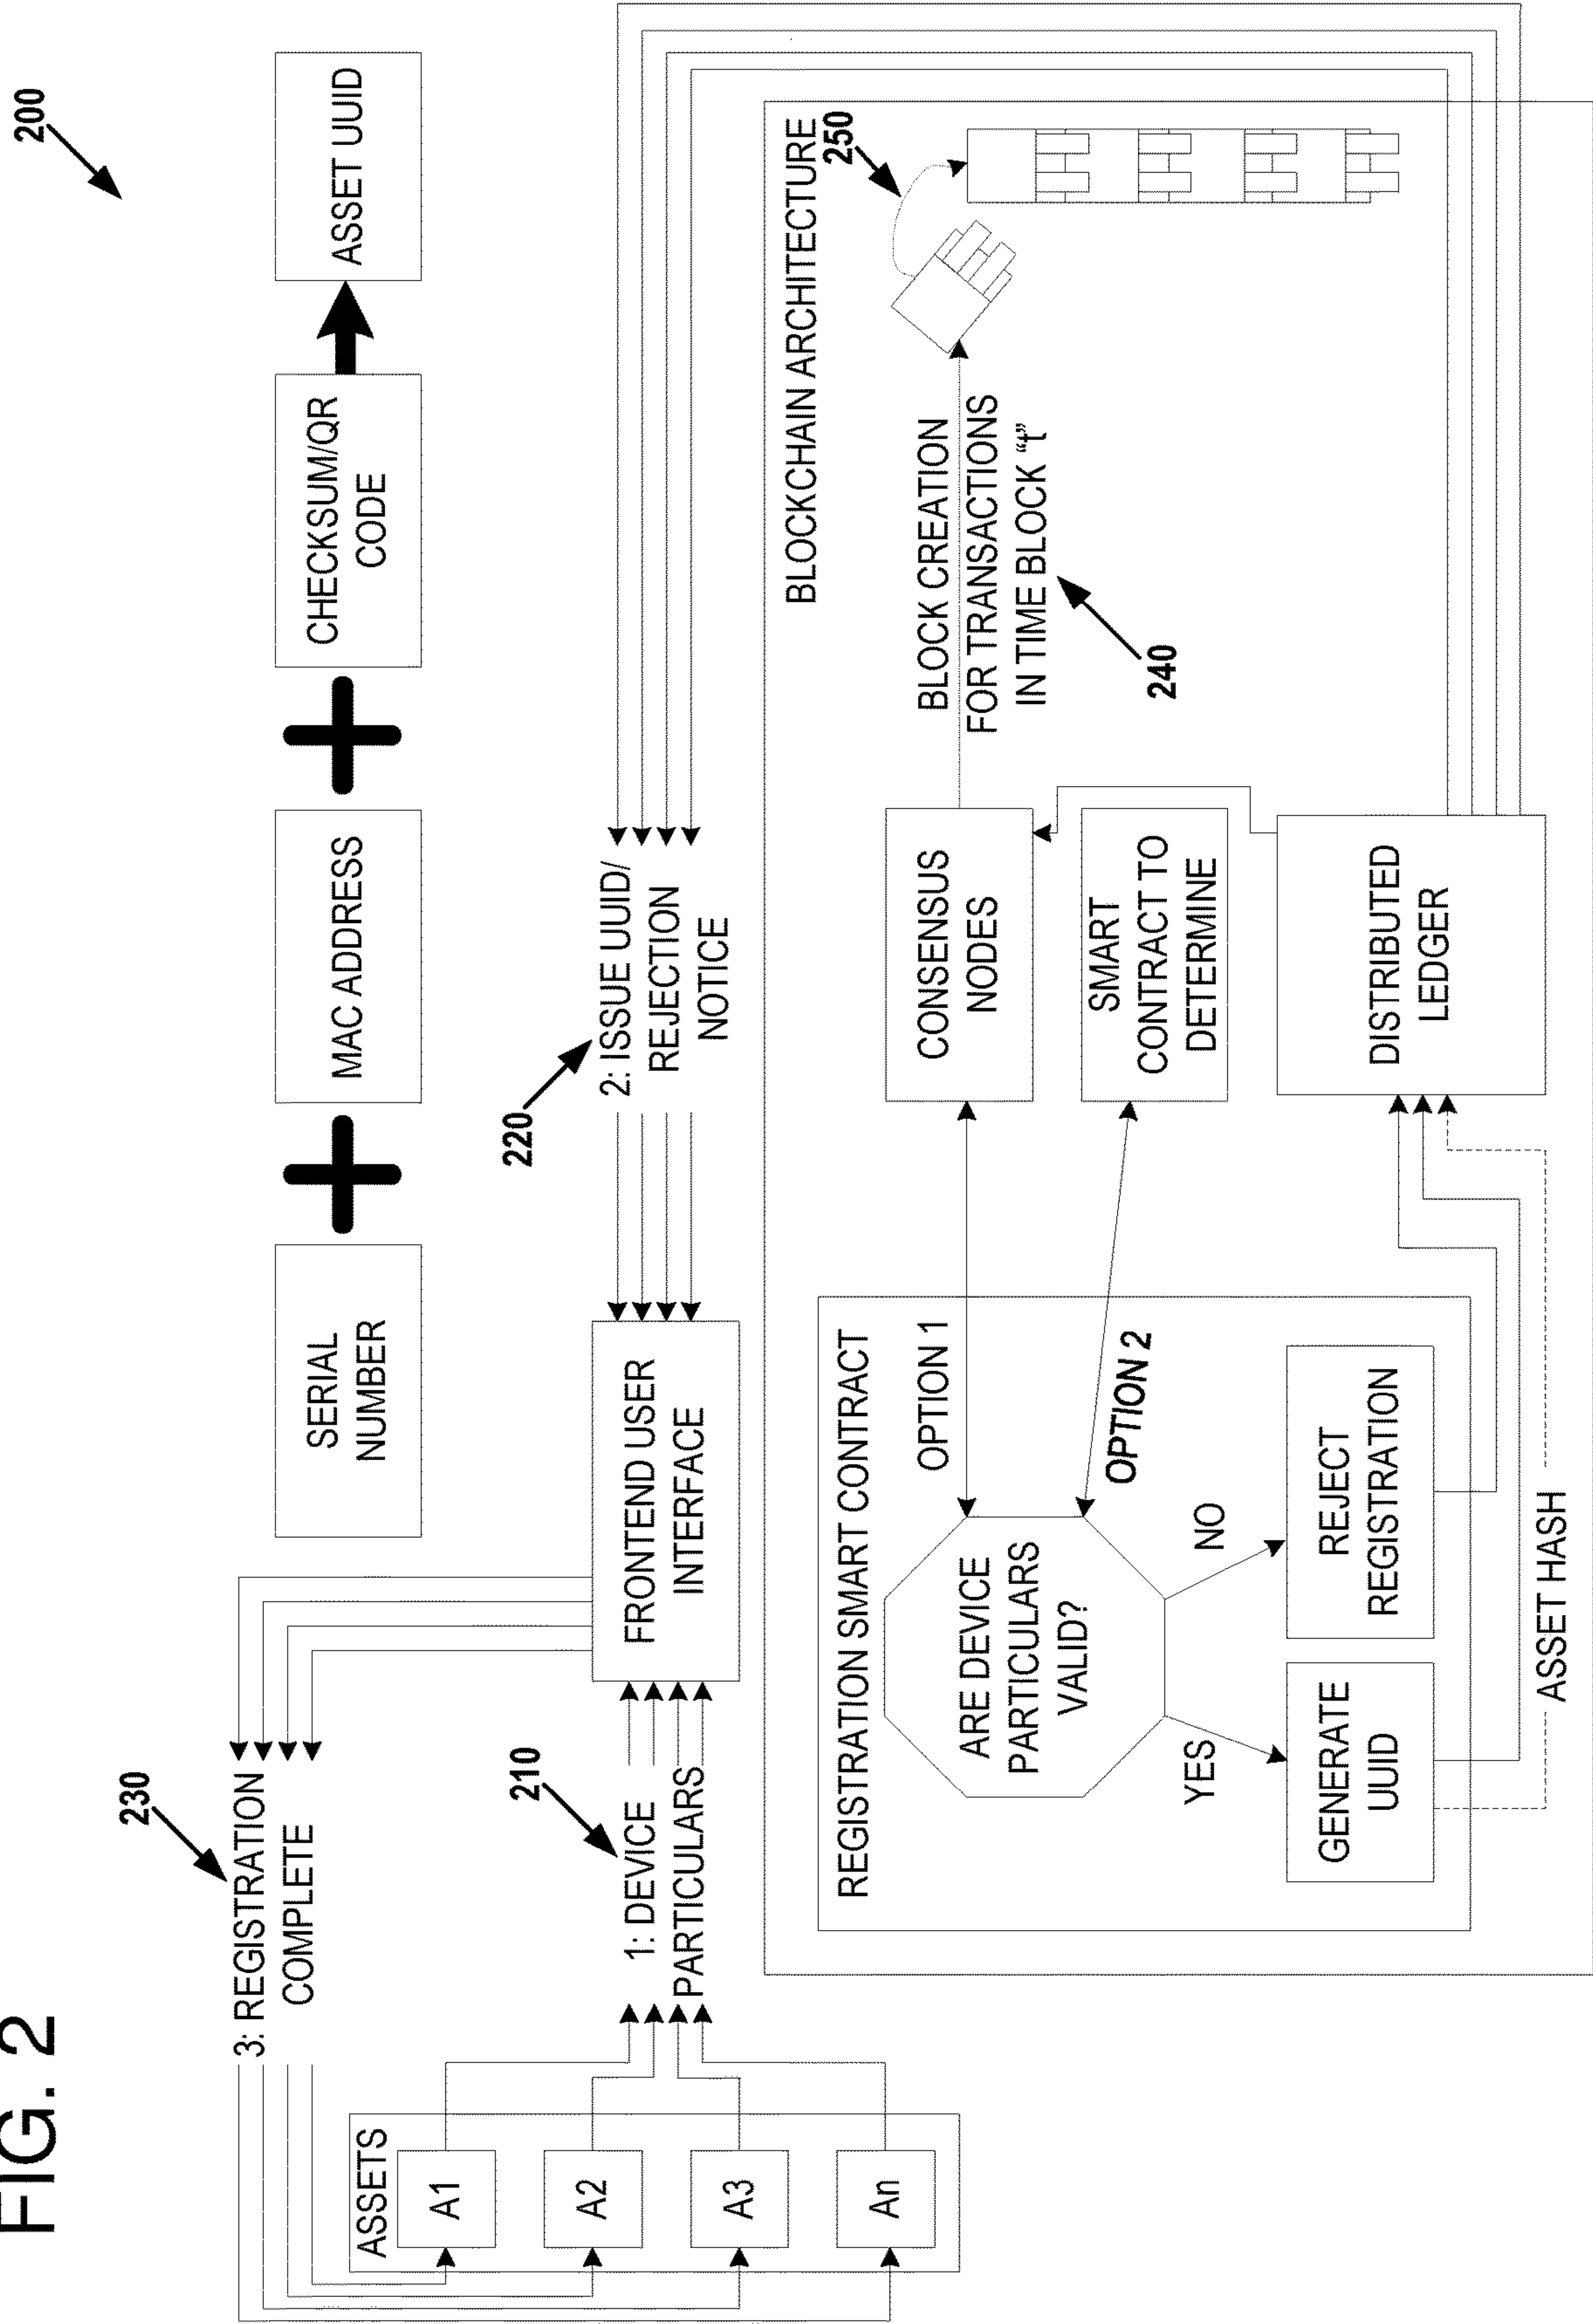 FIG. 2
200
SERIAL
NUMBER
MAC ADDRESS
CHECKSUM/QR
CODE
ASSET UUID
230
3: REGISTRATION
COMPLETE
ASSETS
A1
A2
A3
An
210
1: DEVICE
PARTICULARS
FRONTEND USER
INTERFACE
220
2: ISSUE UUID/
REJECTION
NOTICE
BLOCKCHAIN ARCHITECTURE
REGISTRATION SMART CONTRACT
ARE DEVICE
PARTICULARS
VALID?
OPTION 1
OPTION 2
YES
NO
GENERATE
UUID
REJECT
REGISTRATION
ASSET HASH
CONSENSUS
NODES
SMART
CONTRACT TO
DETERMINE
DISTRIBUTED
LEDGER
BLOCK CREATION
FOR TRANSACTIONS
IN TIME BLOCK “t”
240
250